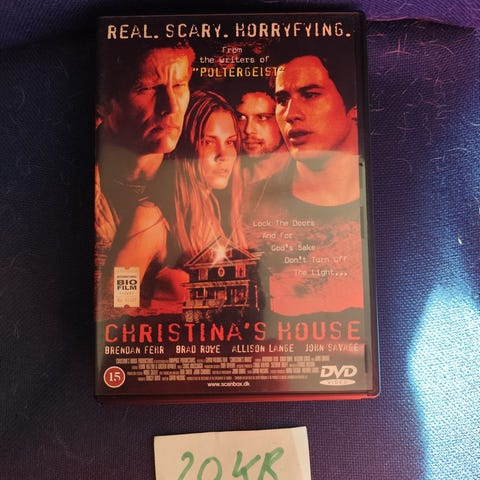 REAL. SCARY. HORRYFYING.
From
the writers of
"POLTERGEIST"
Lock The Doors
And For
God's Sake
Don't Turn Off
The Light...
INTERNATIONAL
BIO
FILM
CHRISTINA'S HOUSE
BRENDAN FEHR BRAD ROWE ALLISON LANGE JOHN SAVAGE
15
www.scanbox.dk
DVD
VIDEO
20 KR